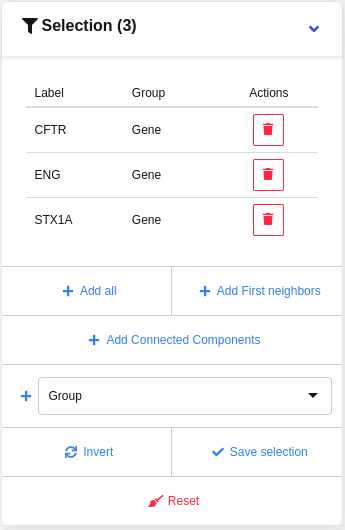 Selection (3)
Label Group Actions
CFTR Gene
ENG Gene
STX1A Gene
Add all Add First neighbors
Add Connected Components
Group
Invert Save selection
Reset